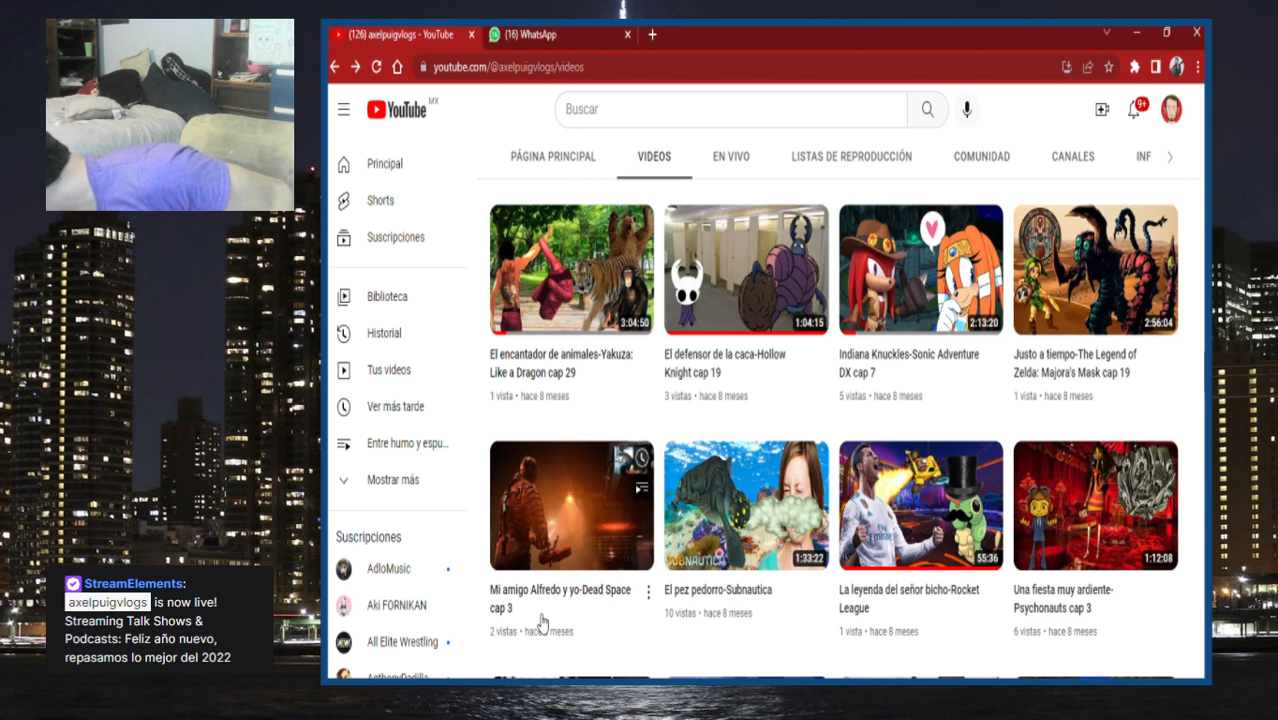 (126) axelpuigvlogs - YouTube
(16) WhatsApp
youtube.com/@axelpuigvlogs/videos
YouTube MX
Buscar
9+
PÁGINA PRINCIPAL VIDEOS EN VIVO LISTAS DE REPRODUCCIÓN COMUNIDAD CANALES INF
Principal
Shorts
Suscripciones
Biblioteca
Historial
Tus videos
Ver más tarde
Entre humo y espu...
Mostrar más
Suscripciones
AdloMusic
Aki FORNIKAN
All Elite Wrestling
AnthonyPadilla
3:04:50
El encantador de animales-Yakuza:
Like a Dragon cap 29
1 vista • hace 8 meses
1:04:15
El defensor de la caca-Hollow
Knight cap 19
3 vistas • hace 8 meses
2:13:20
Indiana Knuckles-Sonic Adventure
DX cap 7
5 vistas • hace 8 meses
2:56:04
Justo a tiempo-The Legend of
Zelda: Majora's Mask cap 19
1 vista • hace 8 meses
Mi amigo Alfredo y yo-Dead Space
cap 3
2 vistas • hace 8 meses
SUBNAUTICA
1:33:22
El pez pedorro-Subnautica
10 vistas • hace 8 meses
55:36
La leyenda del señor bicho-Rocket
League
1 vista • hace 8 meses
1:12:08
Una fiesta muy ardiente-
Psychonauts cap 3
6 vistas • hace 8 meses
StreamElements:
axelpuigvlogs is now live!
Streaming Talk Shows &
Podcasts: Feliz año nuevo,
repasamos lo mejor del 2022